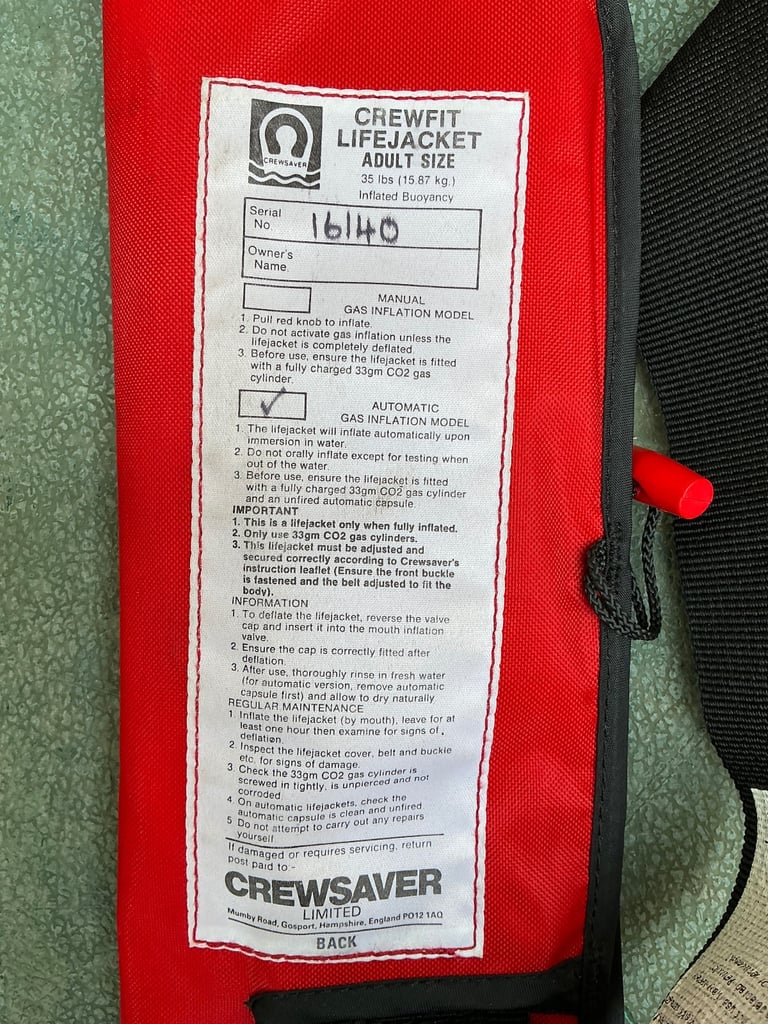 CREWSAVER
CREWFIT
LIFEJACKET
ADULT SIZE
35 lbs (15.87 kg.)
Inflated Buoyancy
Serial
No. 16140
Owner's
Name.
MANUAL
GAS INFLATION MODEL
1. Pull red knob to inflate.
2. Do not activate gas inflation unless the
lifejacket is completely deflated.
3. Before use, ensure the lifejacket is fitted
with a fully charged 33gm CO2 gas
cylinder.
✓ AUTOMATIC
GAS INFLATION MODEL
1. The lifejacket will inflate automatically upon
immersion in water.
2. Do not orally inflate except for testing when
out of the water.
3. Before use, ensure the lifejacket is fitted
with a fully charged 33gm CO2 gas cylinder
and an unfired automatic capsule.
IMPORTANT
1. This is a lifejacket only when fully inflated.
2. Only use 33gm CO2 gas cylinders.
3. This lifejacket must be adjusted and
secured correctly according to Crewsaver's
instruction leaflet (Ensure the front buckle
is fastened and the belt adjusted to fit the
body).
INFORMATION
1. To deflate the lifejacket, reverse the valve
cap and insert it into the mouth inflation
valve.
2. Ensure the cap is correctly fitted after
deflation.
3. After use, thoroughly rinse in fresh water
(for automatic version, remove automatic
capsule first) and allow to dry naturally.
REGULAR MAINTENANCE
1. Inflate the lifejacket (by mouth), leave for at
least one hour then examine for signs of
deflation.
2. Inspect the lifejacket cover, belt and buckle
etc. for signs of damage.
3. Check the 33gm CO2 gas cylinder is
screwed in tightly, is unpierced and not
corroded.
4. On automatic lifejackets, check the
automatic capsule is clean and unfired
5 Do not attempt to carry out any repairs
yourself
If damaged or requires servicing, return
post paid to:-
CREWSAVER
LIMITED
Mumby Road, Gosport, Hampshire, England PO12 1AQ
BACK